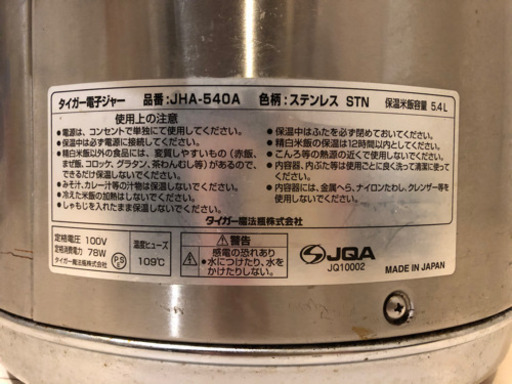 タイガー電子ジャー 品番:JHA-540A 色柄:ステンレス STN 保温米飯容量 5.4L
使用上の注意
●電源は、コンセントで単独にて使用してください。
●保温中は必ず電源に接続してください。
●精白米飯以外の食品には、変質しやすいもの(赤飯、
まぜ飯、コロッケ、グラタン、茶わんむし等)があるので、
できるだけ保温しないでください。
●みそ汁、カレー汁等の汁物は保温しないでください。
●冷えた米飯の加熱はしないでください。
●しゃもじを入れたまま保温しないでください。
●保温中はふたを必ず閉めておいてください。
●精白米飯の保温は12時間以内としてください。
●こんろ等の熱源の近くで使用しないでください。
●内容器、内ぶた等は使用ごとに良く洗って清潔に使っ
てください。
●内容器には、金属へら、ナイロンたわし、クレンザー等を
使用しないでください。
タイガー魔法瓶株式会社
定格電圧 100V
定格消費電力 78W
タイガー魔法瓶株式会社
PSE
温度ヒューズ
109℃
警告
感電の恐れあり
●水につけたり、水を
かけたりしない。
JQA
JQ10002
MADE IN JAPAN